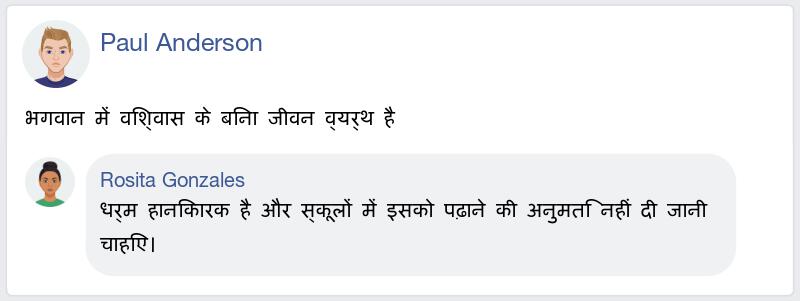 Paul Anderson
भगवान में विश्वास के बिना जीवन व्यर्थ है
Rosita Gonzales
धर्म हानिकारक है और स्कूलों में इसको पढ़ाने की अनुमति नहीं दी जानी
चाहिए।